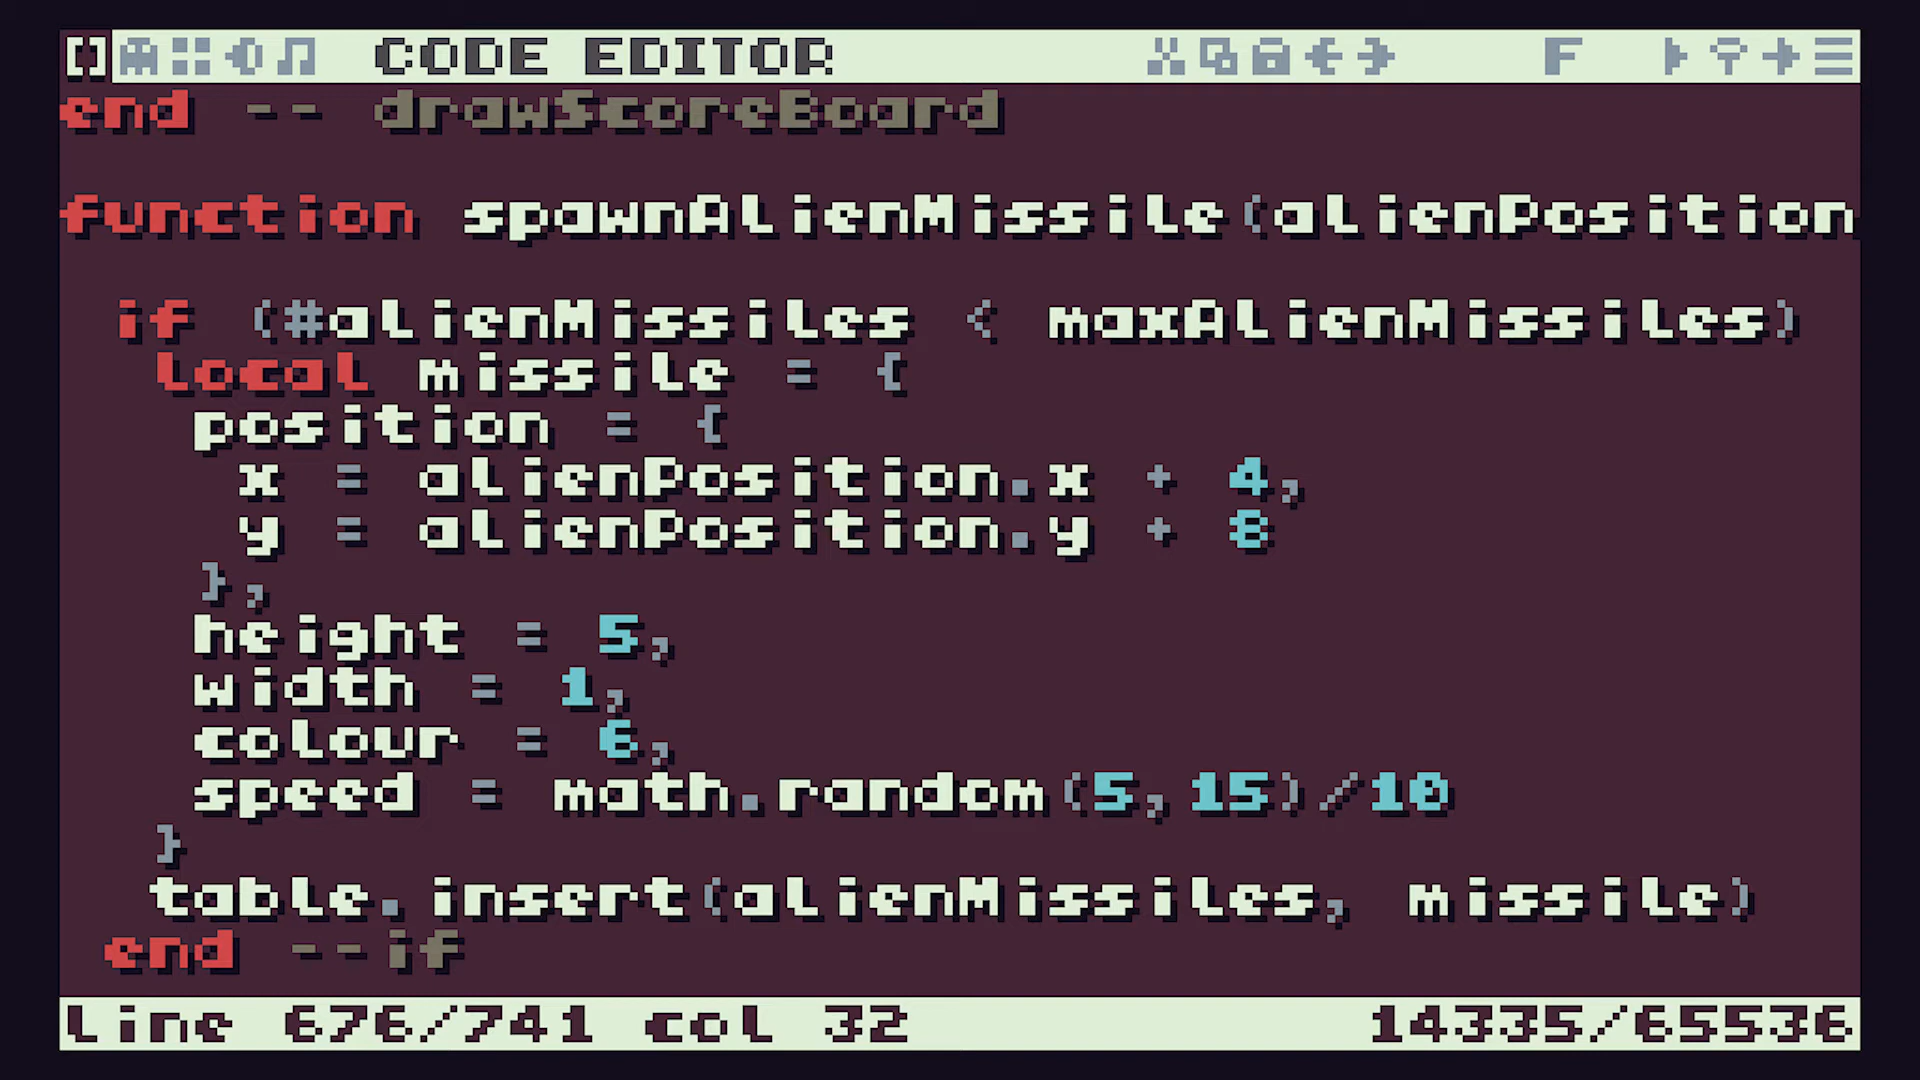 CODE EDITOR F
end -- drawScoreBoard
function spawnAlienMissile(alienPosition
if (#alienMissiles < maxAlienMissiles)
local missile = {
position = {
x = alienPosition.x + 4,
y = alienPosition.y + 8
},
height = 5,
width = 1,
colour = 6,
speed = math.random(5,15)/10
}
table.insert(alienMissiles, missile)
end --if
line 676/741 col 32 14335/65536